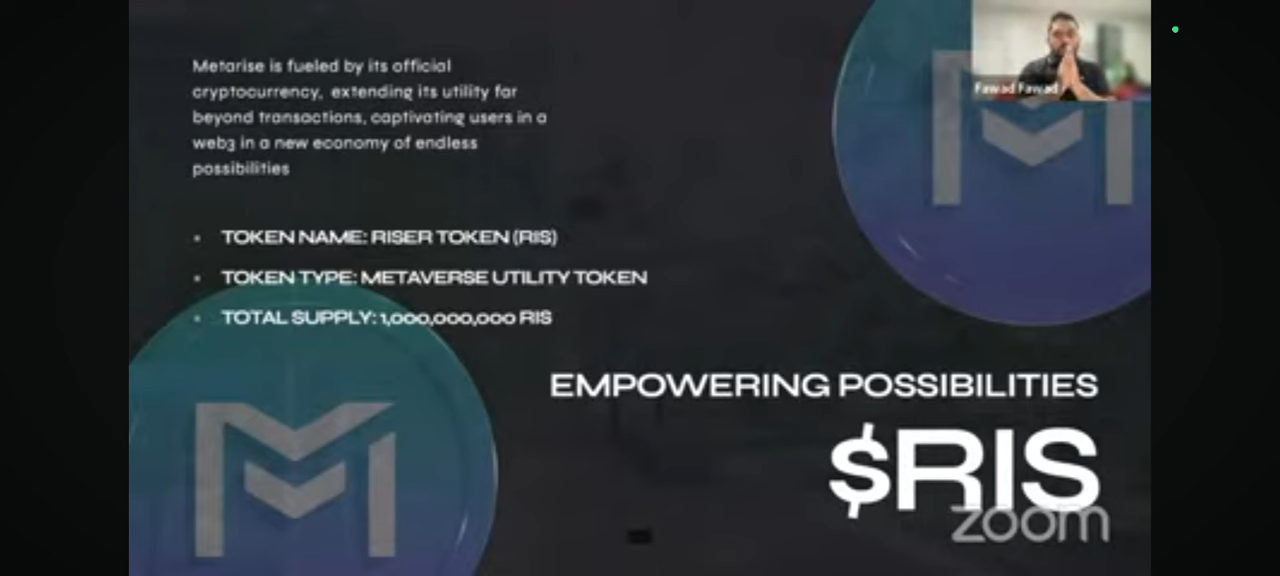 Metarise is fueled by its official
cryptocurrency, extending its utility far
beyond transactions, captivating users in a
web3 in a new economy of endless
possibilities
TOKEN NAME: RISER TOKEN (RIS)
TOKEN TYPE: METAVERSE UTILITY TOKEN
TOTAL SUPPLY: 1,000,000,000 RIS
EMPOWERING POSSIBILITIES
$RIS
zoom
Fawad Fawad